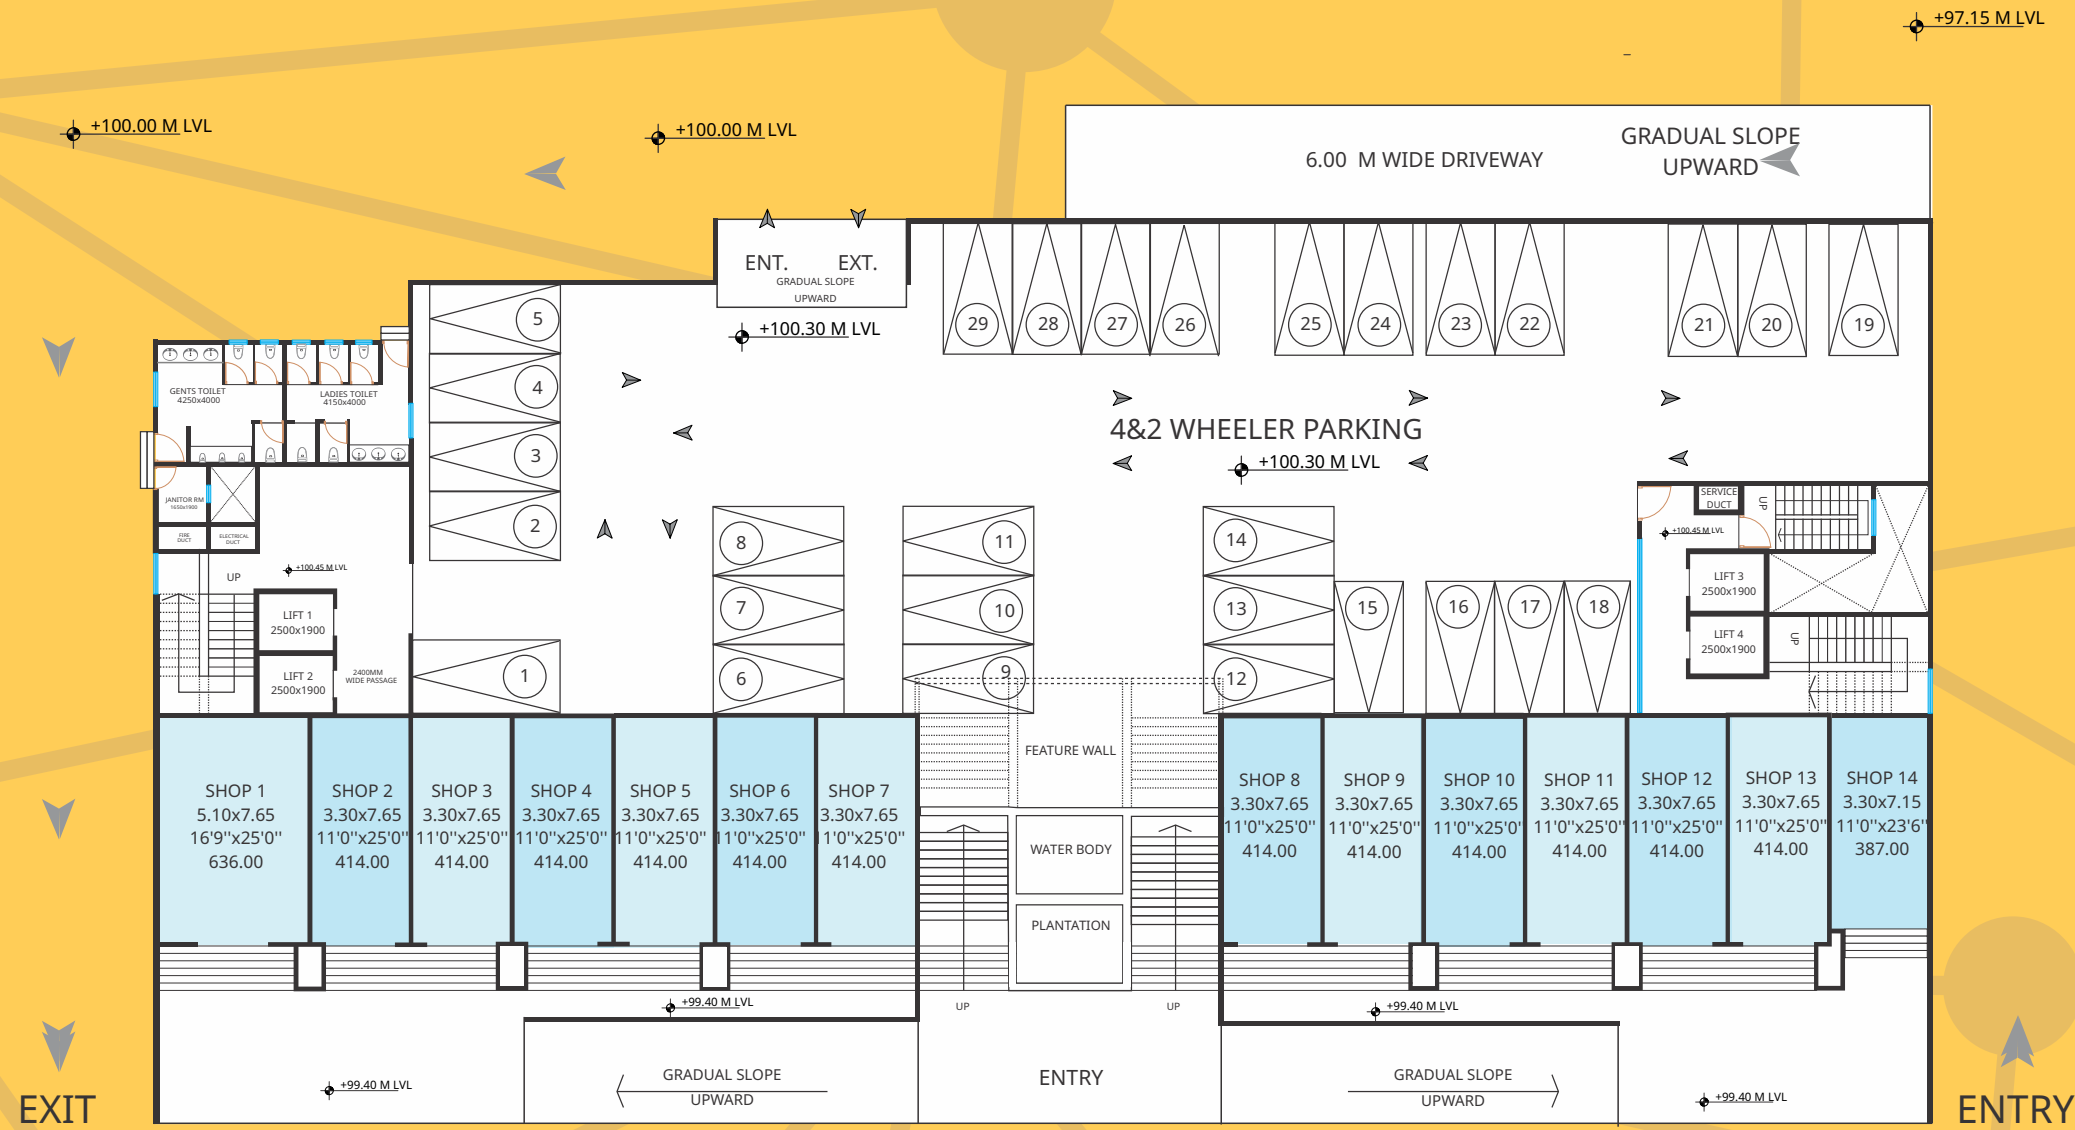 +97.15 M LVL
+100.00 M LVL
+100.00 M LVL
6.00 M WIDE DRIVEWAY
GRADUAL SLOPE
UPWARD
ENT. EXT.
GRADUAL SLOPE
UPWARD
+100.30 M LVL
29 28 27 26 25 24 23 22 21 20 19
5
4
3
2
1
GENTS TOILET
4250x4000
LADIES TOILET
4150x4000
JANITOR RM
1650x1900
FIRE
DUCT
ELECTRICAL
DUCT
UP
+100.45 M LVL
LIFT 1
2500x1900
LIFT 2
2500x1900
2400MM
WIDE PASSAGE
4&2 WHEELER PARKING
+100.30 M LVL
8
7
6
11
10
9
14
13
12
15 16 17 18
SERVICE
DUCT
UP
+100.45 M LVL
LIFT 3
2500x1900
LIFT 4
2500x1900
UP
SHOP 1
5.10x7.65
16'9''x25'0''
636.00
SHOP 2
3.30x7.65
11'0''x25'0''
414.00
SHOP 3
3.30x7.65
11'0''x25'0''
414.00
SHOP 4
3.30x7.65
11'0''x25'0''
414.00
SHOP 5
3.30x7.65
11'0''x25'0''
414.00
SHOP 6
3.30x7.65
11'0''x25'0''
414.00
SHOP 7
3.30x7.65
11'0''x25'0''
414.00
FEATURE WALL
WATER BODY
PLANTATION
UP
UP
SHOP 8
3.30x7.65
11'0''x25'0''
414.00
SHOP 9
3.30x7.65
11'0''x25'0''
414.00
SHOP 10
3.30x7.65
11'0''x25'0''
414.00
SHOP 11
3.30x7.65
11'0''x25'0''
414.00
SHOP 12
3.30x7.65
11'0''x25'0''
414.00
SHOP 13
3.30x7.65
11'0''x25'0''
414.00
SHOP 14
3.30x7.15
11'0''x23'6''
387.00
+99.40 M LVL
+99.40 M LVL
GRADUAL SLOPE
UPWARD
ENTRY
GRADUAL SLOPE
UPWARD
+99.40 M LVL
+99.40 M LVL
EXIT
ENTRY